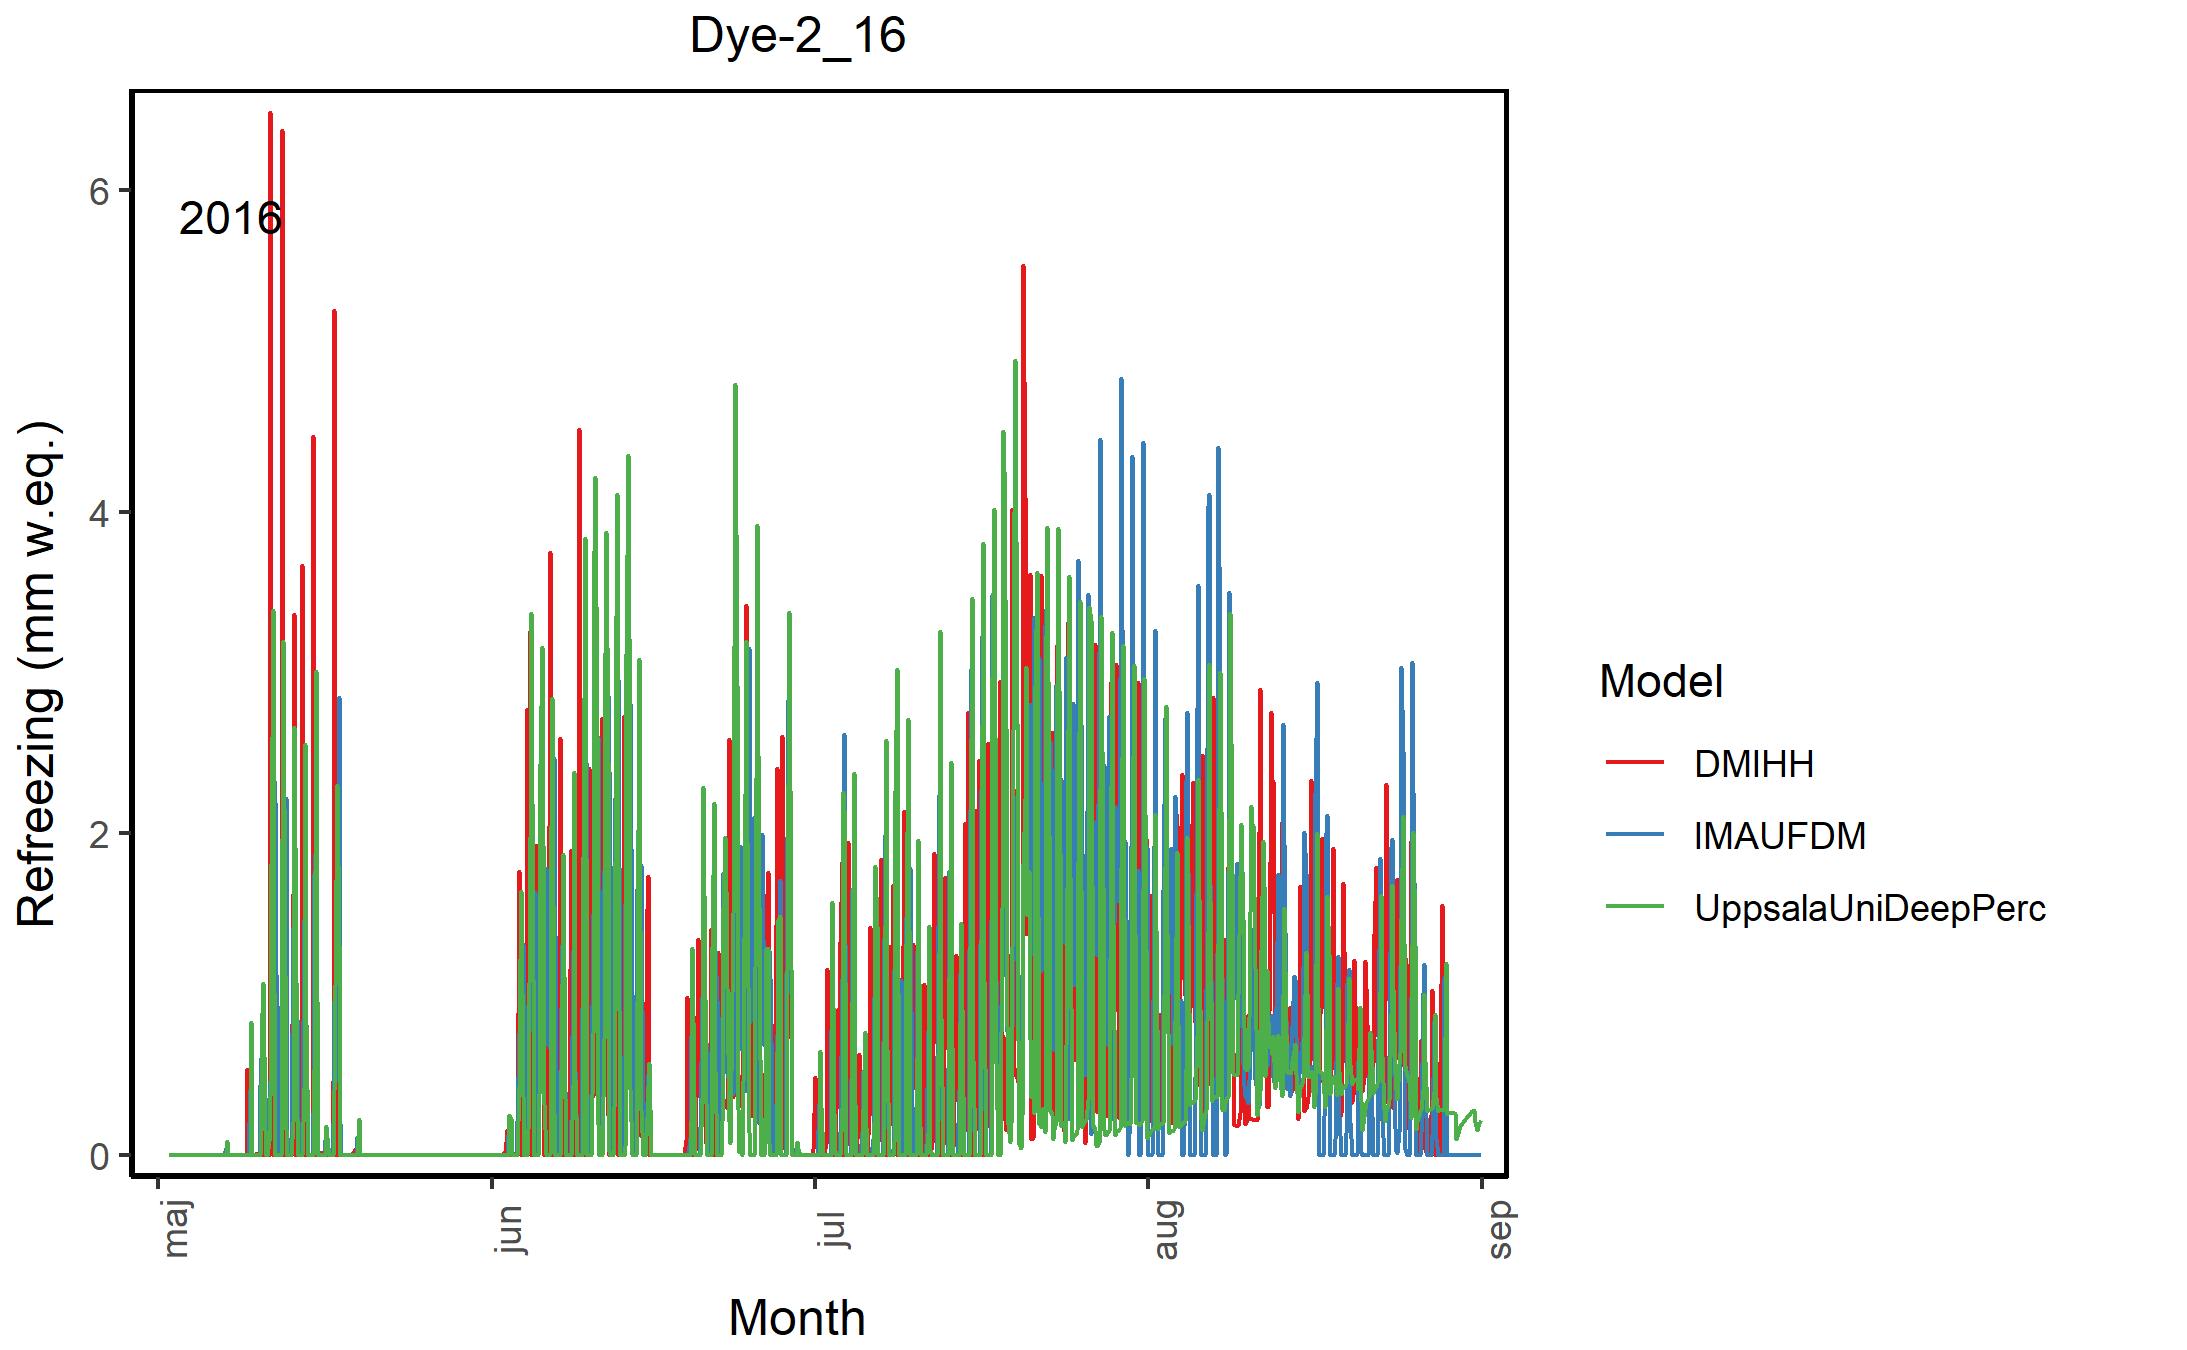 Dye-2_16
6
2016
4
2
0
Refreezing (mm w.eq.)
maj
jun
jul
aug
sep
Month
Model
DMIHH
IMAUFDM
UppsalaUniDeepPerc